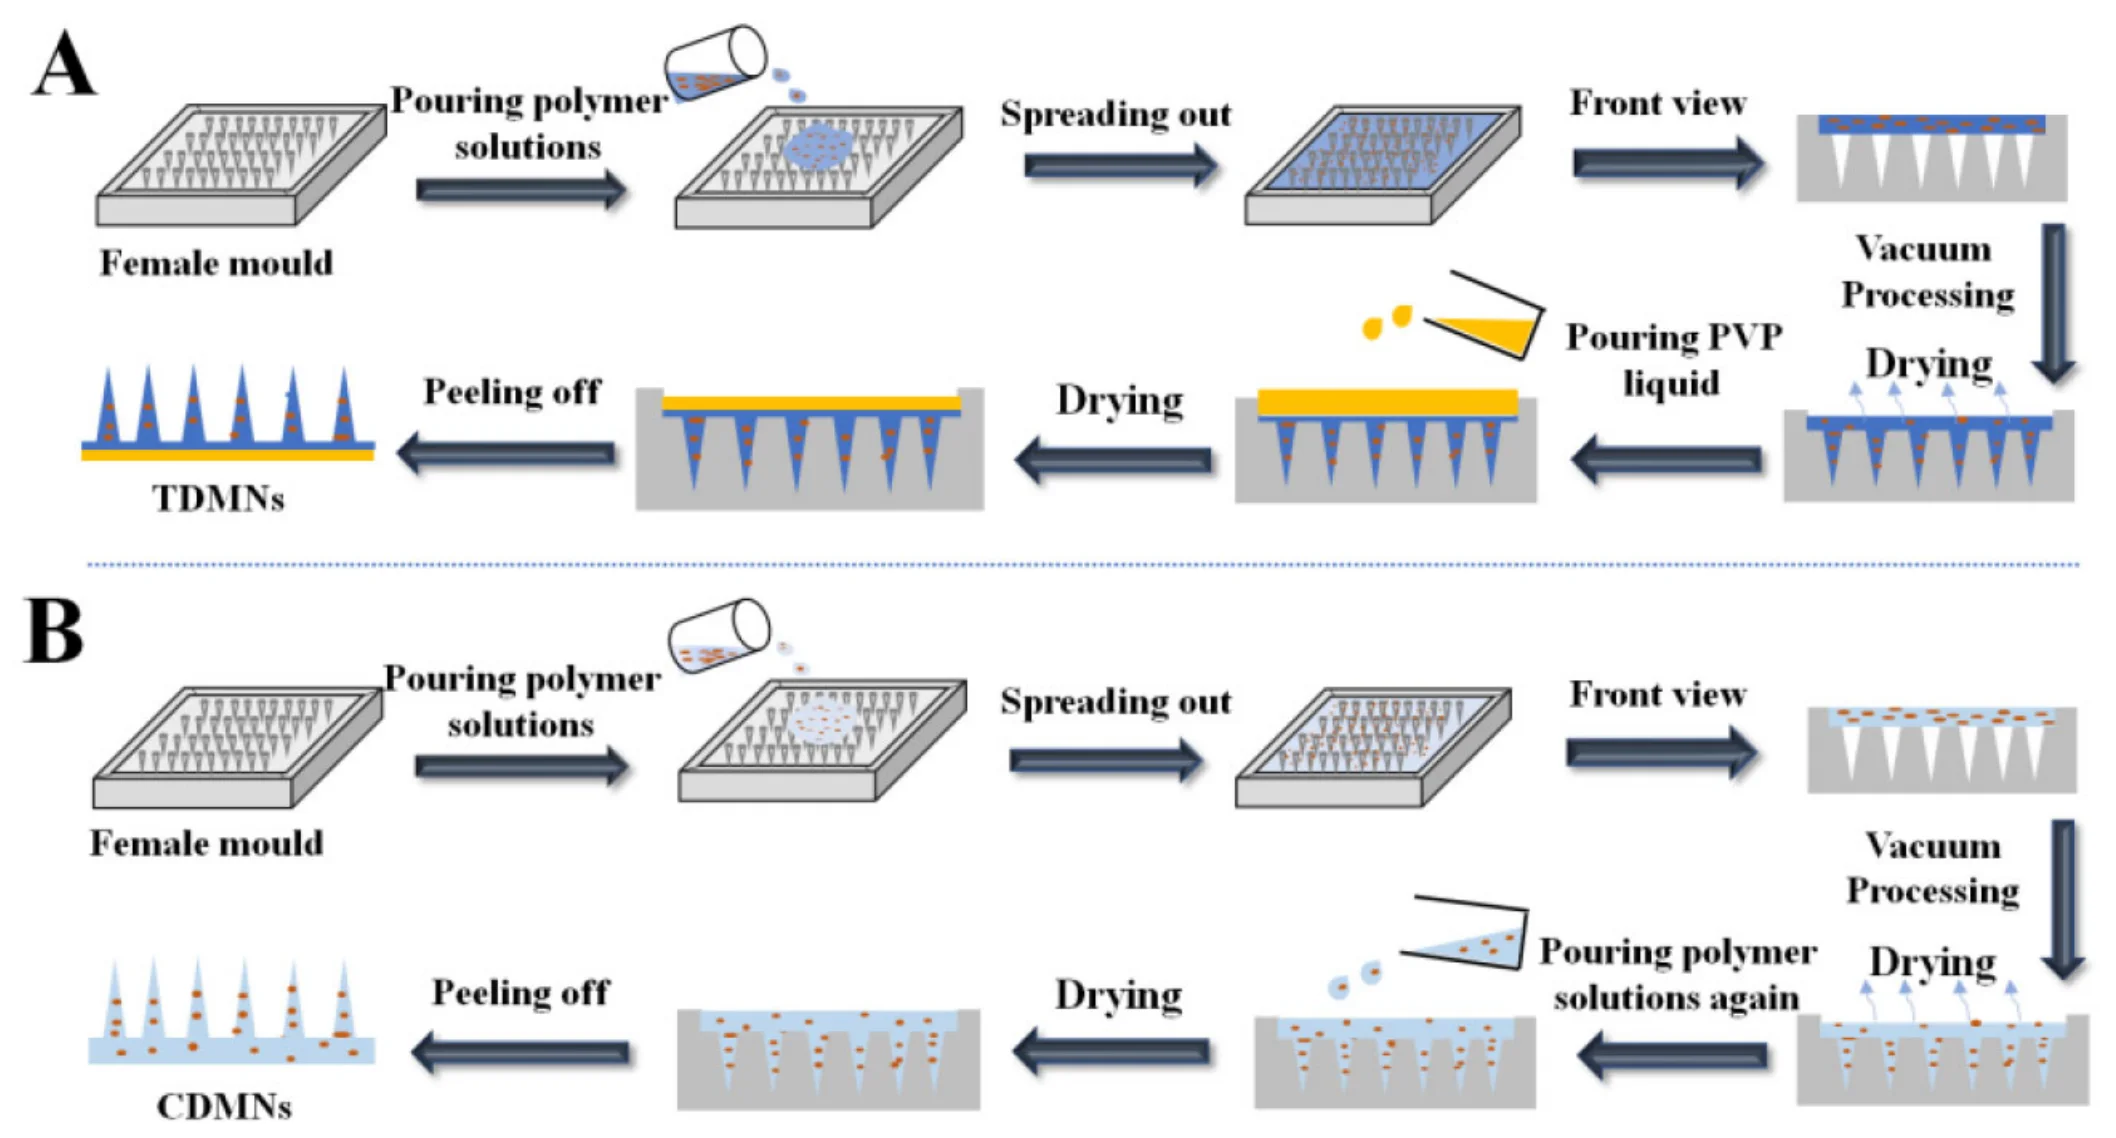 A
Pouring polymer
solutions
Spreading out
Front view
Female mould
Vacuum
Processing
Drying
Pouring PVP
liquid
Drying
Peeling off
TDMNs
B
Pouring polymer
solutions
Spreading out
Front view
Female mould
Vacuum
Processing
Drying
Pouring polymer
solutions again
Drying
Peeling off
CDMNs